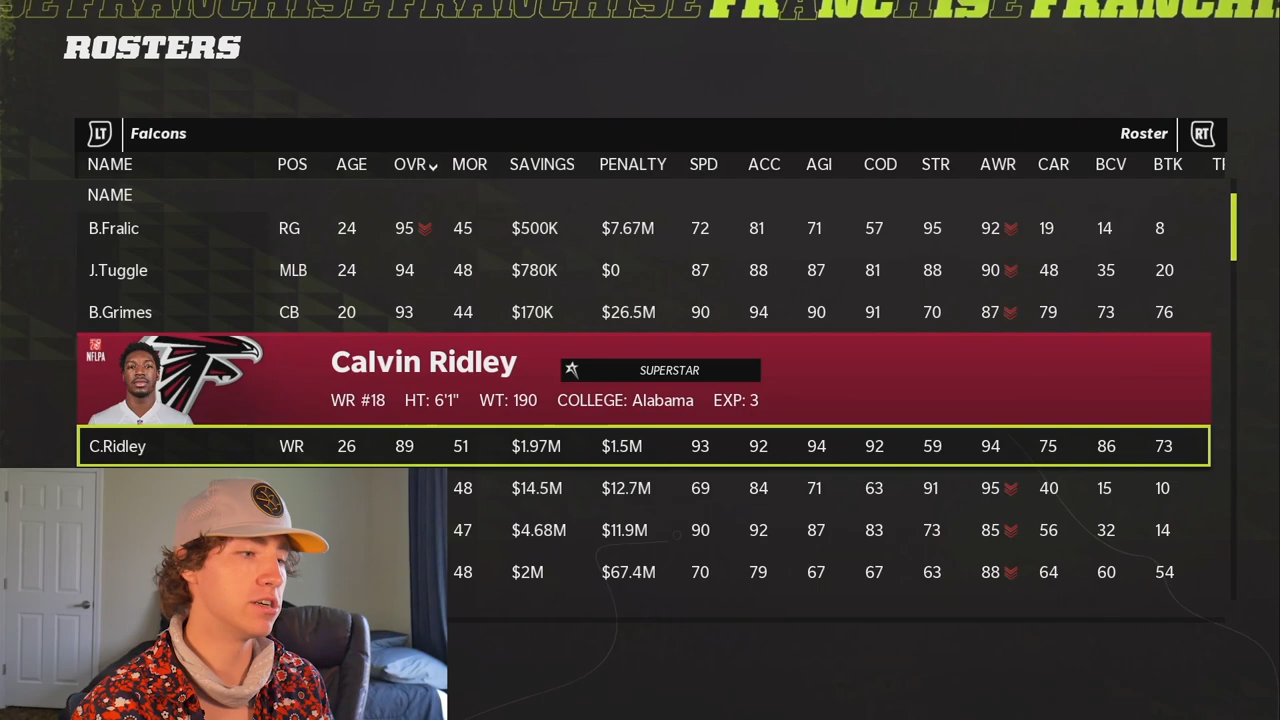 FRANCHISE FRANCHISE FRANCHISE
ROSTERS
LT Falcons Roster RT
NAME POS AGE OVR MOR SAVINGS PENALTY SPD ACC AGI COD STR AWR CAR BCV BTK
NAME
B.Fralic RG 24 95 45 $500K $7.67M 72 81 71 57 95 92 19 14 8
J.Tuggle MLB 24 94 48 $780K $0 87 88 87 81 88 90 48 35 20
B.Grimes CB 20 93 44 $170K $26.5M 90 94 90 91 70 87 79 73 76
NFLPA
Calvin Ridley SUPERSTAR
WR #18 HT: 6'1" WT: 190 COLLEGE: Alabama EXP: 3
C.Ridley WR 26 89 51 $1.97M $1.5M 93 92 94 92 59 94 75 86 73
48 $14.5M $12.7M 69 84 71 63 91 95 40 15 10
47 $4.68M $11.9M 90 92 87 83 73 85 56 32 14
48 $2M $67.4M 70 79 67 67 63 88 64 60 54